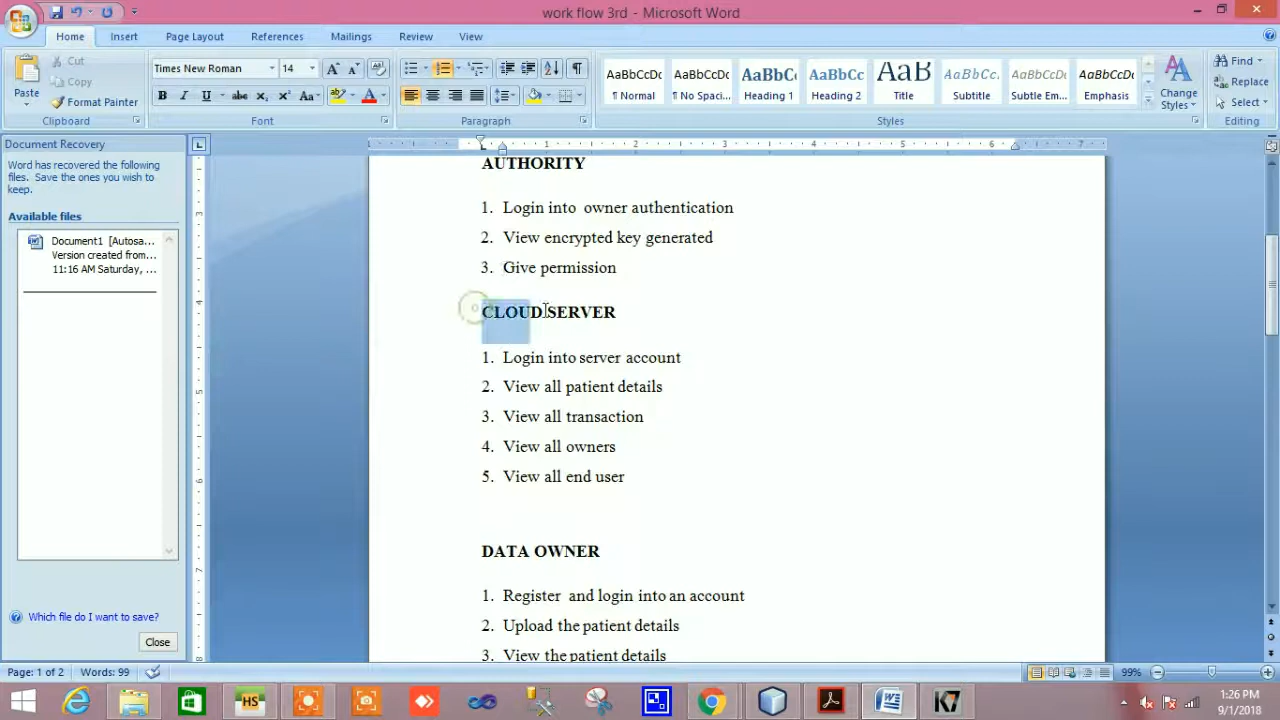 work flow 3rd - Microsoft Word
Home Insert Page Layout References Mailings Review View
Paste
Cut
Copy
Format Painter
Clipboard
Times New Roman 14
Font
Paragraph
AaBbCcDc AaBbCcDc AaBbCc AaBbCc AaB AaBbCcL AaBbCcDc AaBbCcDc
¶ Normal ¶ No Spaci... Heading 1 Heading 2 Title Subtitle Subtle Em... Emphasis
Change
Styles
Styles
Find
Replace
Select
Editing
Document Recovery
Word has recovered the following
files. Save the ones you wish to
keep.
Available files
Document1 [Autosa...
Version created from...
11:16 AM Saturday, ...
Which file do I want to save?
Close
AUTHORITY
1. Login into owner authentication
2. View encrypted key generated
3. Give permission
CLOUD SERVER
1. Login into server account
2. View all patient details
3. View all transaction
4. View all owners
5. View all end user
DATA OWNER
1. Register and login into an account
2. Upload the patient details
3. View the patient details
Page: 1 of 2 Words: 99 99%
HS K7
1:26 PM
9/1/2018